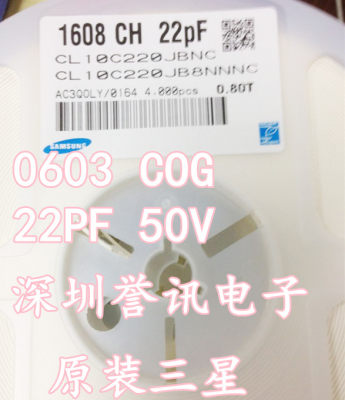 1608 CH 22pF
CL10C220JBNC
CL10C220JB8NNNC
AC3Q0LY/0164 4.000pcs 0.80T
SAMSUNG
0603 COG
22PF 50V
深圳誉讯电子
原装三星